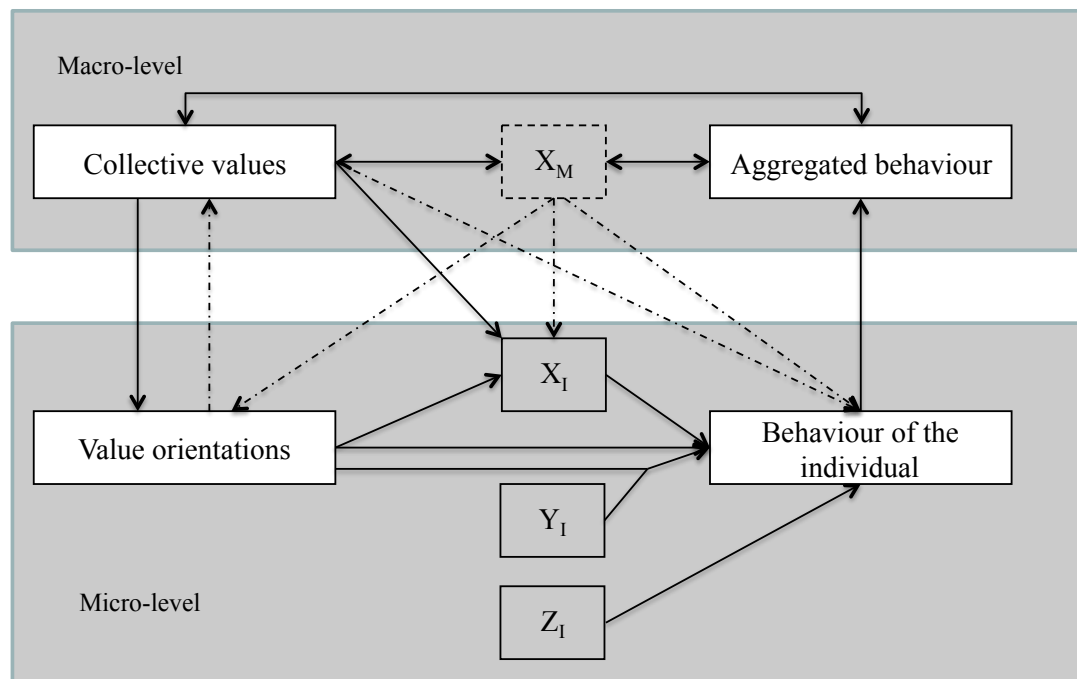 Macro-level
Collective values
X_M
Aggregated behaviour
X_I
Value orientations
Behaviour of the
individual
Y_I
Micro-level
Z_I